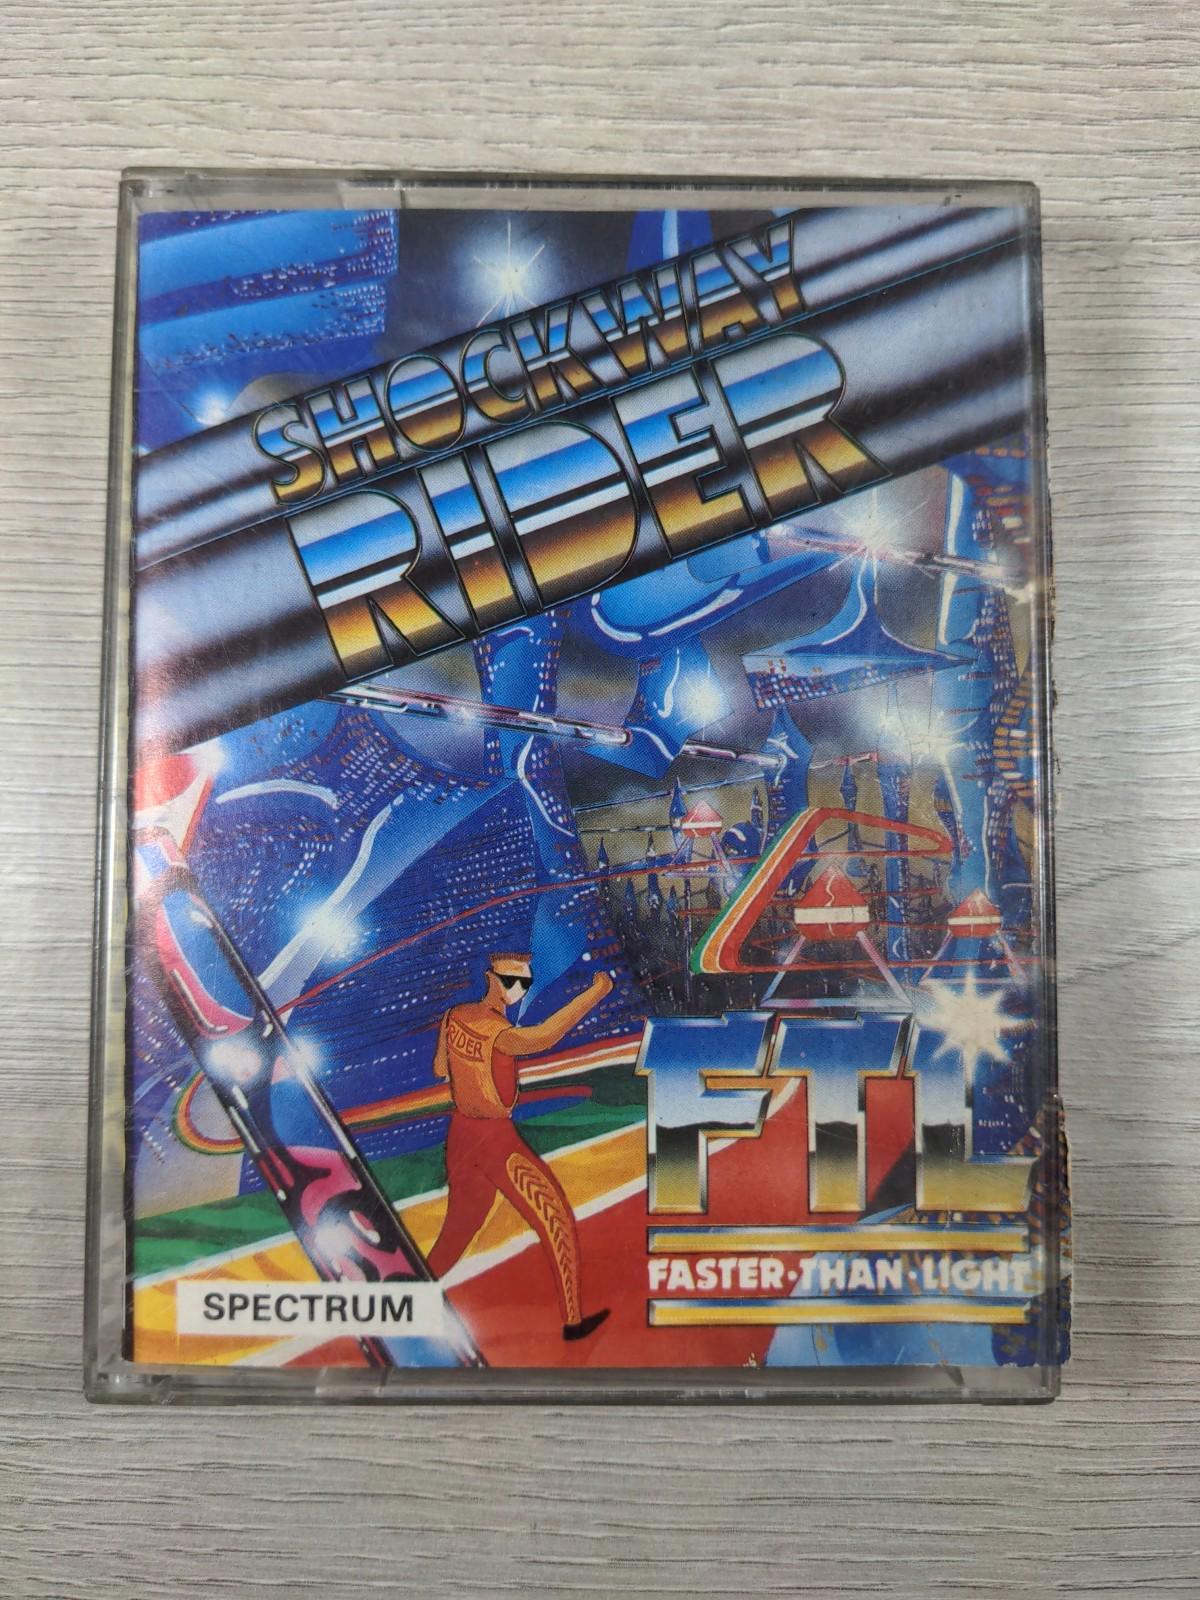 SHOCKWAY
RIDER
RIDER
FTL
FASTER·THAN·LIGHT
SPECTRUM